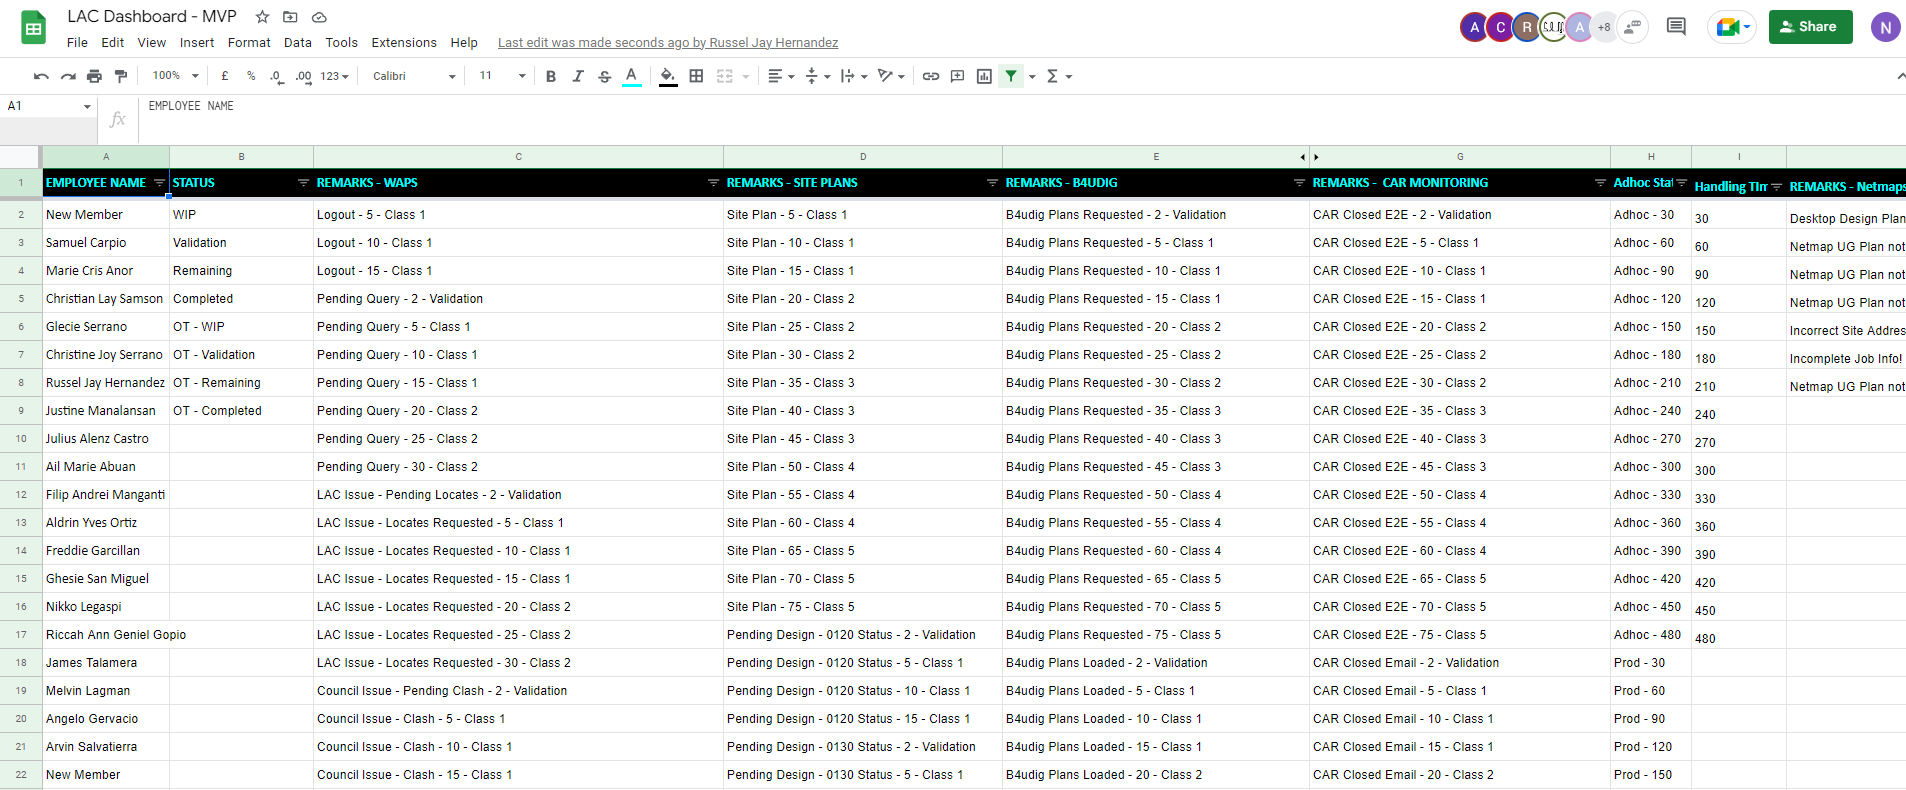 LAC Dashboard - MVP
File Edit View Insert Format Data Tools Extensions Help Last edit was made seconds ago by Russel Jay Hernandez
A C R A +8 Share N
100% £ % .0 .00 123 Calibri 11 B I S A
A1 fx EMPLOYEE NAME
A B C D E G H I
1 EMPLOYEE NAME STATUS REMARKS - WAPS REMARKS - SITE PLANS REMARKS - B4UDIG REMARKS - CAR MONITORING Adhoc Stat Handling Tim REMARKS - Netmaps
2 New Member WIP Logout - 5 - Class 1 Site Plan - 5 - Class 1 B4udig Plans Requested - 2 - Validation CAR Closed E2E - 2 - Validation Adhoc - 30 30 Desktop Design Plan
3 Samuel Carpio Validation Logout - 10 - Class 1 Site Plan - 10 - Class 1 B4udig Plans Requested - 5 - Class 1 CAR Closed E2E - 5 - Class 1 Adhoc - 60 60 Netmap UG Plan not
4 Marie Cris Anor Remaining Logout - 15 - Class 1 Site Plan - 15 - Class 1 B4udig Plans Requested - 10 - Class 1 CAR Closed E2E - 10 - Class 1 Adhoc - 90 90 Netmap UG Plan not
5 Christian Lay Samson Completed Pending Query - 2 - Validation Site Plan - 20 - Class 2 B4udig Plans Requested - 15 - Class 1 CAR Closed E2E - 15 - Class 1 Adhoc - 120 120 Netmap UG Plan not
6 Glecie Serrano OT - WIP Pending Query - 5 - Class 1 Site Plan - 25 - Class 2 B4udig Plans Requested - 20 - Class 2 CAR Closed E2E - 20 - Class 2 Adhoc - 150 150 Incorrect Site Addres
7 Christine Joy Serrano OT - Validation Pending Query - 10 - Class 1 Site Plan - 30 - Class 2 B4udig Plans Requested - 25 - Class 2 CAR Closed E2E - 25 - Class 2 Adhoc - 180 180 Incomplete Job Info!
8 Russel Jay Hernandez OT - Remaining Pending Query - 15 - Class 1 Site Plan - 35 - Class 3 B4udig Plans Requested - 30 - Class 2 CAR Closed E2E - 30 - Class 2 Adhoc - 210 210 Netmap UG Plan not
9 Justine Manalansan OT - Completed Pending Query - 20 - Class 2 Site Plan - 40 - Class 3 B4udig Plans Requested - 35 - Class 3 CAR Closed E2E - 35 - Class 3 Adhoc - 240 240
10 Julius Alenz Castro Pending Query - 25 - Class 2 Site Plan - 45 - Class 3 B4udig Plans Requested - 40 - Class 3 CAR Closed E2E - 40 - Class 3 Adhoc - 270 270
11 Ail Marie Abuan Pending Query - 30 - Class 2 Site Plan - 50 - Class 4 B4udig Plans Requested - 45 - Class 3 CAR Closed E2E - 45 - Class 3 Adhoc - 300 300
12 Filip Andrei Manganti LAC Issue - Pending Locates - 2 - Validation Site Plan - 55 - Class 4 B4udig Plans Requested - 50 - Class 4 CAR Closed E2E - 50 - Class 4 Adhoc - 330 330
13 Aldrin Yves Ortiz LAC Issue - Locates Requested - 5 - Class 1 Site Plan - 60 - Class 4 B4udig Plans Requested - 55 - Class 4 CAR Closed E2E - 55 - Class 4 Adhoc - 360 360
14 Freddie Garcillan LAC Issue - Locates Requested - 10 - Class 1 Site Plan - 65 - Class 5 B4udig Plans Requested - 60 - Class 4 CAR Closed E2E - 60 - Class 4 Adhoc - 390 390
15 Ghesie San Miguel LAC Issue - Locates Requested - 15 - Class 1 Site Plan - 70 - Class 5 B4udig Plans Requested - 65 - Class 5 CAR Closed E2E - 65 - Class 5 Adhoc - 420 420
16 Nikko Legaspi LAC Issue - Locates Requested - 20 - Class 2 Site Plan - 75 - Class 5 B4udig Plans Requested - 70 - Class 5 CAR Closed E2E - 70 - Class 5 Adhoc - 450 450
17 Riccah Ann Geniel Gopio LAC Issue - Locates Requested - 25 - Class 2 Pending Design - 0120 Status - 2 - Validation B4udig Plans Requested - 75 - Class 5 CAR Closed E2E - 75 - Class 5 Adhoc - 480 480
18 James Talamera LAC Issue - Locates Requested - 30 - Class 2 Pending Design - 0120 Status - 5 - Class 1 B4udig Plans Loaded - 2 - Validation CAR Closed Email - 2 - Validation Prod - 30
19 Melvin Lagman Council Issue - Pending Clash - 2 - Validation Pending Design - 0120 Status - 10 - Class 1 B4udig Plans Loaded - 5 - Class 1 CAR Closed Email - 5 - Class 1 Prod - 60
20 Angelo Gervacio Council Issue - Clash - 5 - Class 1 Pending Design - 0120 Status - 15 - Class 1 B4udig Plans Loaded - 10 - Class 1 CAR Closed Email - 10 - Class 1 Prod - 90
21 Arvin Salvatierra Council Issue - Clash - 10 - Class 1 Pending Design - 0130 Status - 2 - Validation B4udig Plans Loaded - 15 - Class 1 CAR Closed Email - 15 - Class 1 Prod - 120
22 New Member Council Issue - Clash - 15 - Class 1 Pending Design - 0130 Status - 5 - Class 1 B4udig Plans Loaded - 20 - Class 2 CAR Closed Email - 20 - Class 2 Prod - 150